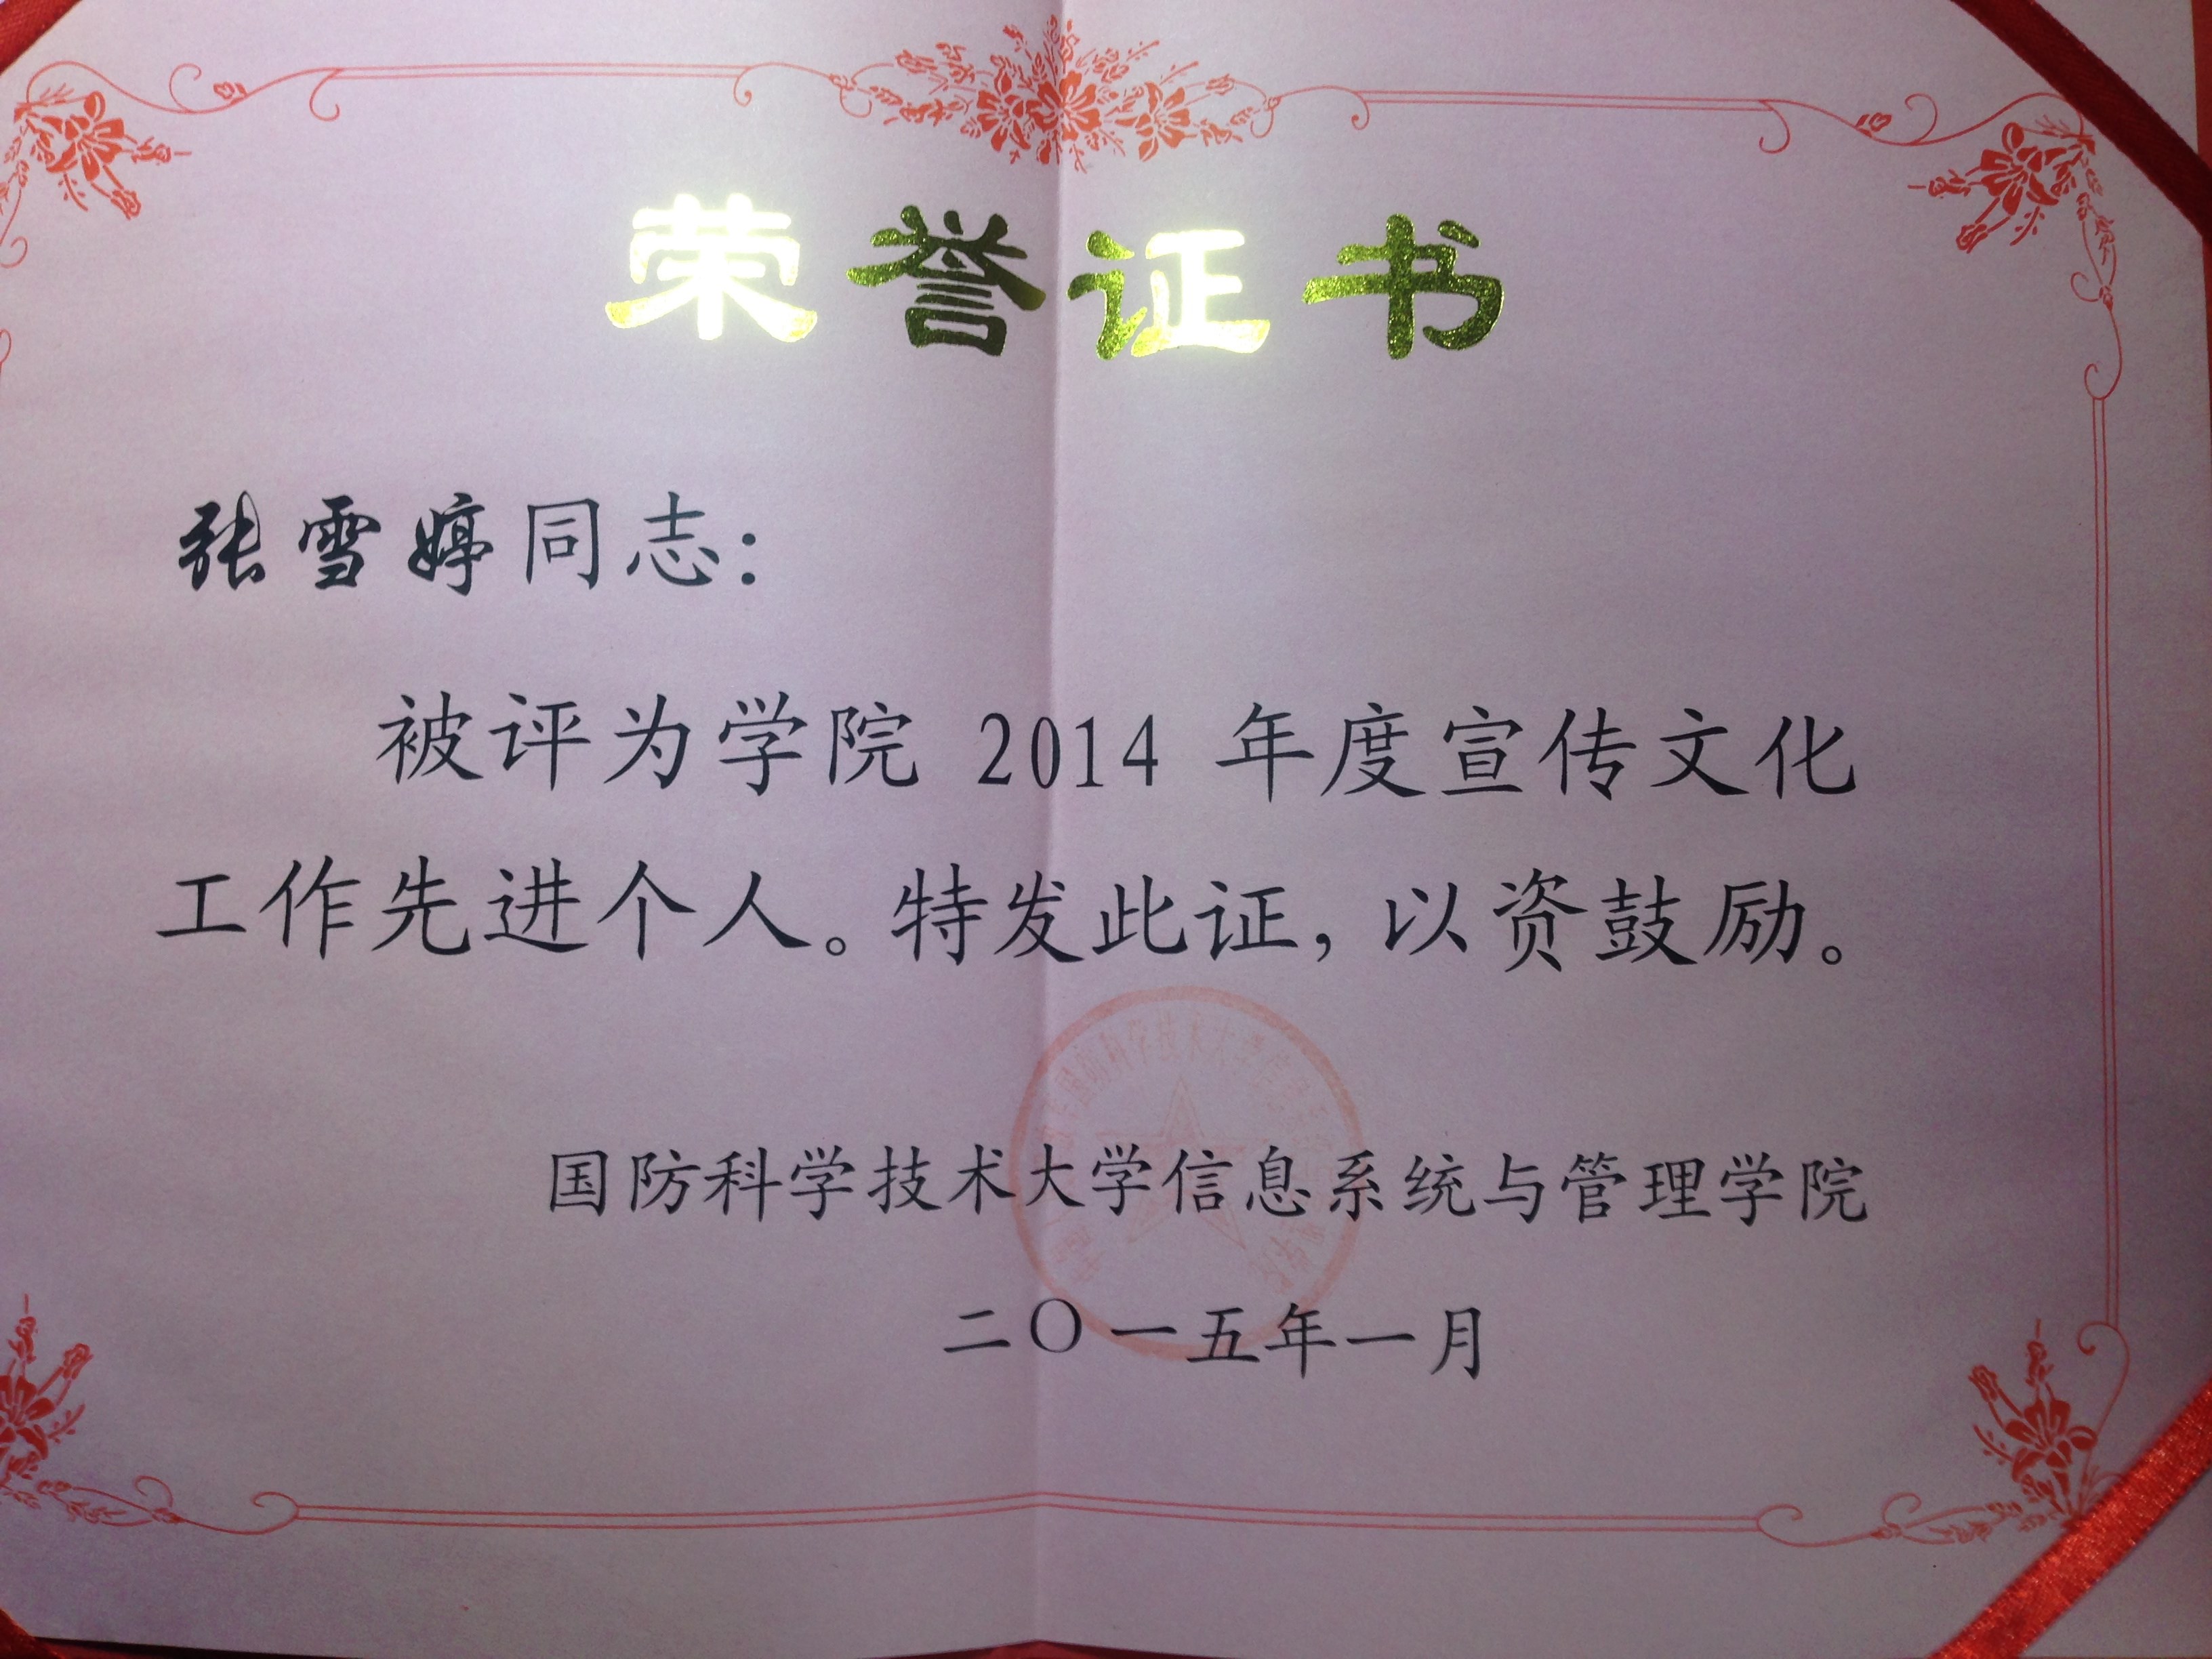 荣誉证书
张雪婷同志：
被评为学院 2014 年度宣传文化
工作先进个人。特发此证，以资鼓励。
国防科学技术大学信息系统与管理学院
二〇一五年一月